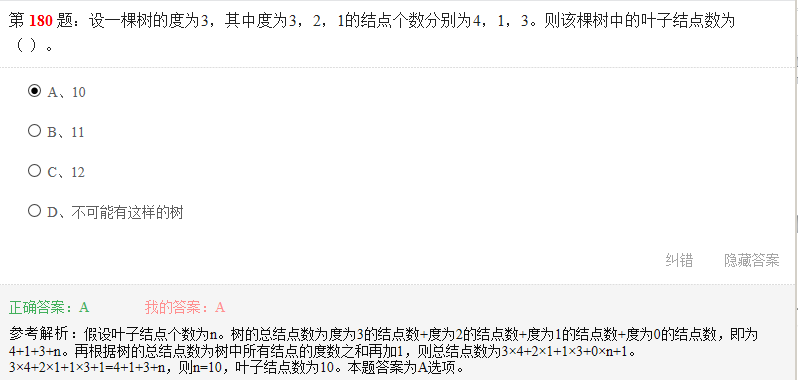 第 180 题：设一棵树的度为3，其中度为3，2，1的结点个数分别为4，1，3。则该棵树中的叶子结点数为
（ ）。
A、10
B、11
C、12
D、不可能有这样的树
纠错 隐藏答案
正确答案：A 我的答案：A
参考解析：假设叶子结点个数为n。树的总结点数为度为3的结点数+度为2的结点数+度为1的结点数+度为0的结点数，即为
4+1+3+n。再根据树的总结点数为树中所有结点的度数之和再加1，则总结点数为3×4+2×1+1×3+0×n+1。
3×4+2×1+1×3+1=4+1+3+n，则n=10，叶子结点数为10。本题答案为A选项。